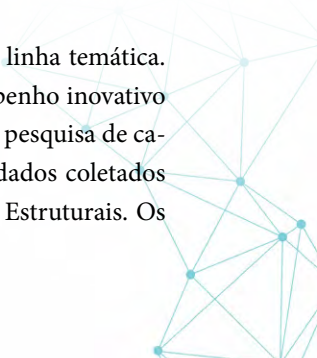 linha temática.
penho inovativo
pesquisa de ca-
dados coletados
Estruturais. Os